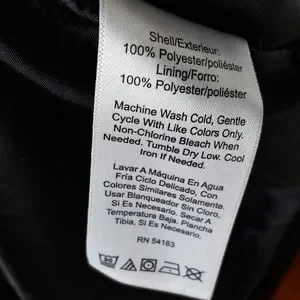 Shell/Exterieur:
100% Polyester/poliéster
Lining/Forro:
100% Polyester/poliéster
Machine Wash Cold, Gentle
Cycle With Like Colors Only.
Non-Chlorine Bleach When
Needed. Tumble Dry Low. Cool
Iron If Needed.
Lavar A Máquina En Agua
Fría Ciclo Delicado, Con
Colores Similares Solamente.
Usar Blanqueador Sin Cloro,
Si Es Necesario. Secar A
Temperatura Baja. Plancha
Tibia, Si Es Necesario.
RN 54163